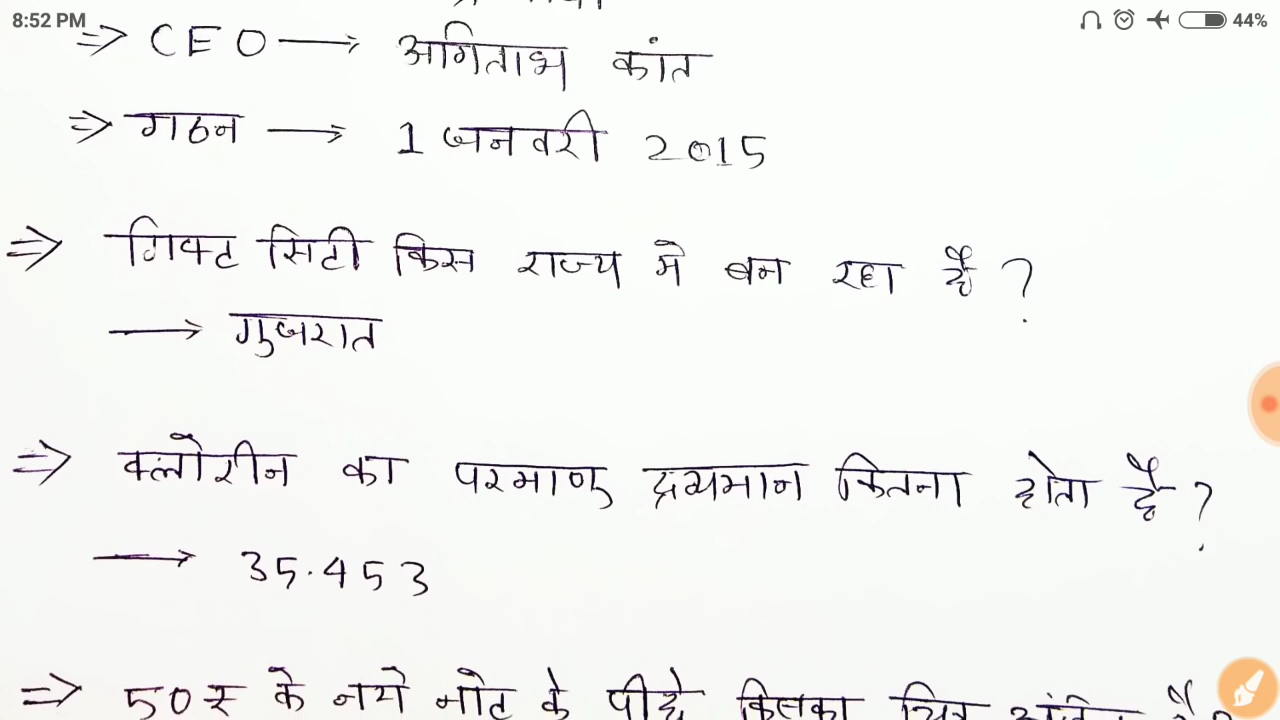 8:52 PM 44%
⇒ CEO → अमिताभ कांत
⇒ गठन → 1 जनवरी 2015
⇒ गिफ्ट सिटी किस राज्य मे बन रहा है ?
→ गुजरात
⇒ क्लोरीन का परमाणु द्रव्यमान कितना होता है ?
→ 35.453
⇒ 50₹ के नये नोट के पीछे किसका चित्र